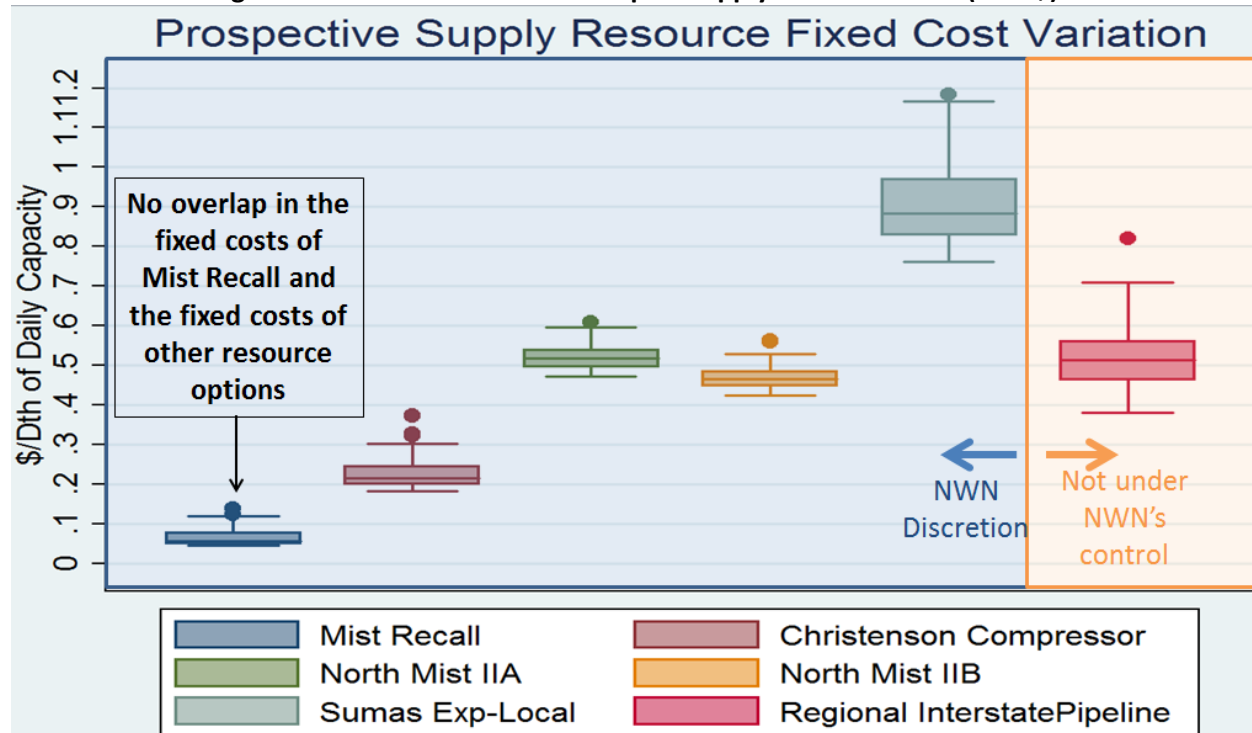 Prospective Supply Resource Fixed Cost Variation
$/Dth of Daily Capacity
1.2
1.1
1
.9
.8
.7
.6
.5
.4
.3
.2
.1
0
No overlap in the
fixed costs of
Mist Recall and
the fixed costs of
other resource
options
NWN
Discretion
Not under
NWN's
control
Mist Recall
Christenson Compressor
North Mist IIA
North Mist IIB
Sumas Exp-Local
Regional InterstatePipeline